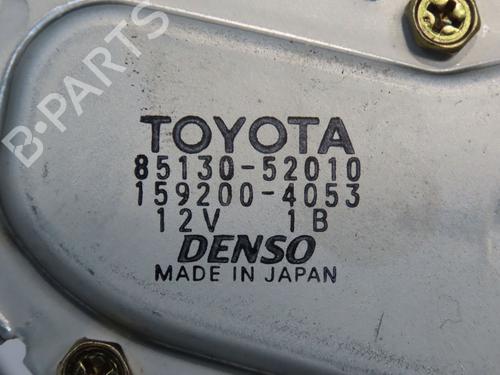 B-PARTS
TOYOTA
85130-52010
159200-4053
12V 1B
DENSO
MADE IN JAPAN